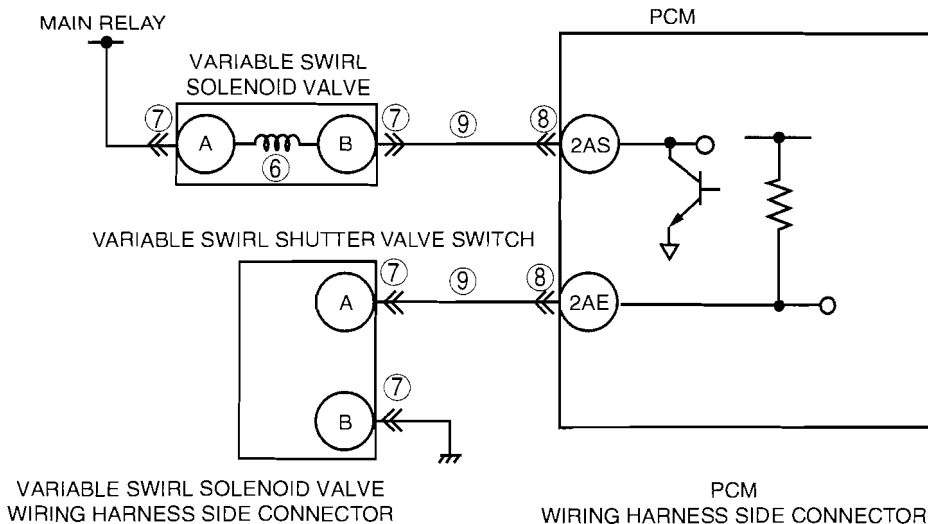 MAIN RELAY
PCM
VARIABLE SWIRL
SOLENOID VALVE
7
A
6
B
7
9
8
2AS
VARIABLE SWIRL SHUTTER VALVE SWITCH
A
7
9
8
2AE
B
7
VARIABLE SWIRL SOLENOID VALVE
WIRING HARNESS SIDE CONNECTOR
PCM
WIRING HARNESS SIDE CONNECTOR